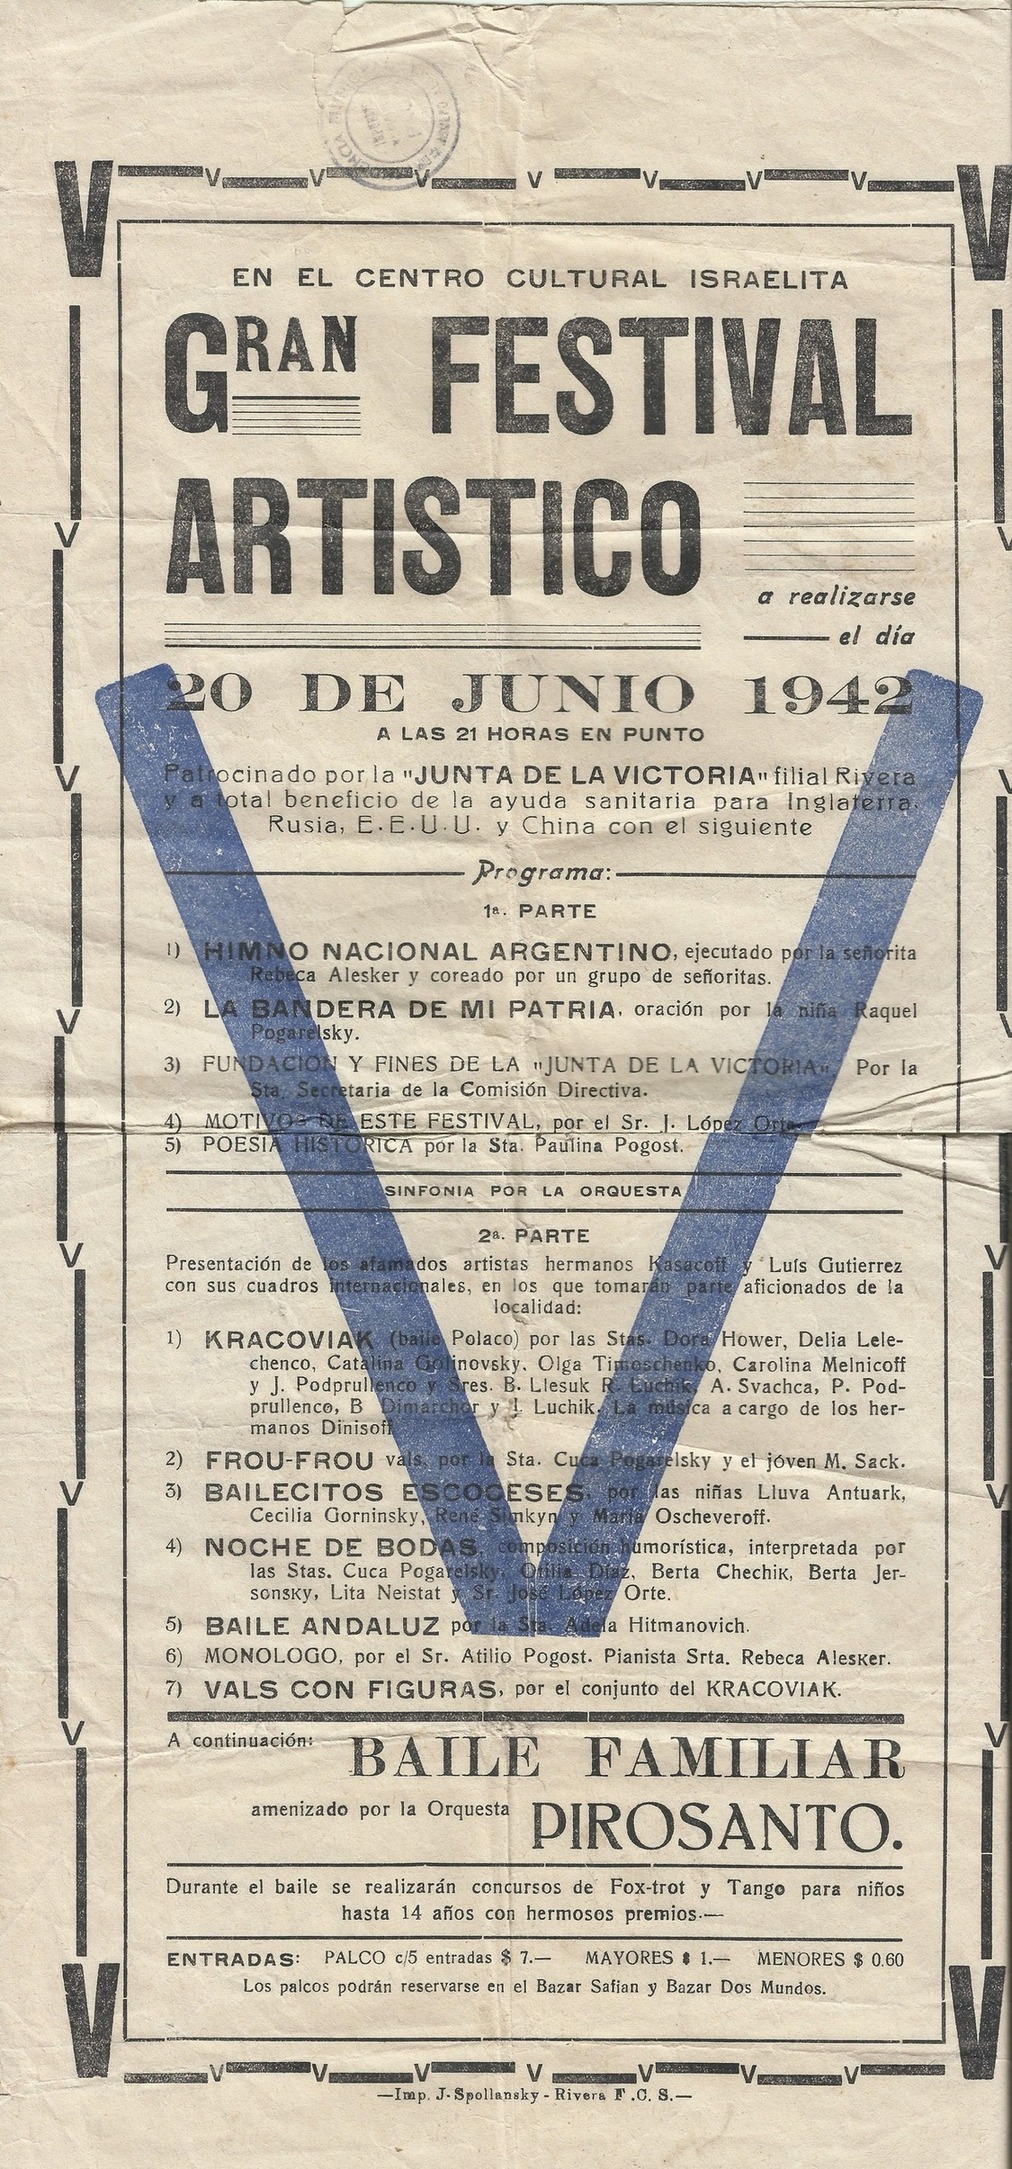 EN EL CENTRO CULTURAL ISRAELITA
GRAN FESTIVAL
ARTISTICO
a realizarse
el día
20 DE JUNIO 1942
A LAS 21 HORAS EN PUNTO
Patrocinado por la "JUNTA DE LA VICTORIA" filial Rivera
y a total beneficio de la ayuda sanitaria para Inglaterra.
Rusia, E.E.U.U. y China con el siguiente
Programa:
1ª. PARTE
1) HIMNO NACIONAL ARGENTINO, ejecutado por la señorita
Rebeca Alesker y coreado por un grupo de señoritas.
2) LA BANDERA DE MI PATRIA, oración por la niña Raquel
Pogarelsky.
3) FUNDACION Y FINES DE LA "JUNTA DE LA VICTORIA". Por la
Sta. Secretaria de la Comisión Directiva.
4) MOTIVOS DE ESTE FESTIVAL, por el Sr. J. López Orte.
5) POESIA HISTORICA por la Sta. Paulina Pogost.
SINFONIA POR LA ORQUESTA
2ª. PARTE
Presentación de los afamados artistas hermanos Kasacoff y Luís Gutierrez
con sus cuadros internacionales, en los que tomarán parte aficionados de la
localidad:
1) KRACOVIAK (baile Polaco) por las Stas. Dora Hower, Delia Lele-
chenco, Catalina Golinovsky, Olga Timoschenko, Carolina Melnicoff
y J. Podprullenco y Sres. B. Llesuk R. Luchik, A. Svachca, P. Pod-
prullenco, B Dimarchor y I. Luchik. La música a cargo de los her-
manos Dinisoff
2) FROU-FROU vals, por la Sta. Cuca Pogarelsky y el jóven M. Sack.
3) BAILECITOS ESCOCESES, por las niñas Lluva Antuark,
Cecilia Gorninsky, René Simkyn y María Oscheveroff.
4) NOCHE DE BODAS, composición humorística, interpretada por
las Stas. Cuca Pogarelsky, Otilia Díaz, Berta Chechik, Berta Jer-
sonsky, Lita Neistat y Sr. José López Orte.
5) BAILE ANDALUZ por la Sta. Adela Hitmanovich.
6) MONOLOGO, por el Sr. Atilio Pogost. Pianista Srta. Rebeca Alesker.
7) VALS CON FIGURAS, por el conjunto del KRACOVIAK.
A continuación: BAILE FAMILIAR
amenizado por la Orquesta PIROSANTO.
Durante el baile se realizarán concursos de Fox-trot y Tango para niños
hasta 14 años con hermosos premios.—
ENTRADAS: PALCO c/5 entradas $ 7.— MAYORES $ 1.— MENORES $ 0.60
Los palcos podrán reservarse en el Bazar Safian y Bazar Dos Mundos.
—Imp. J. Spollansky - Rivera F.C.S.—